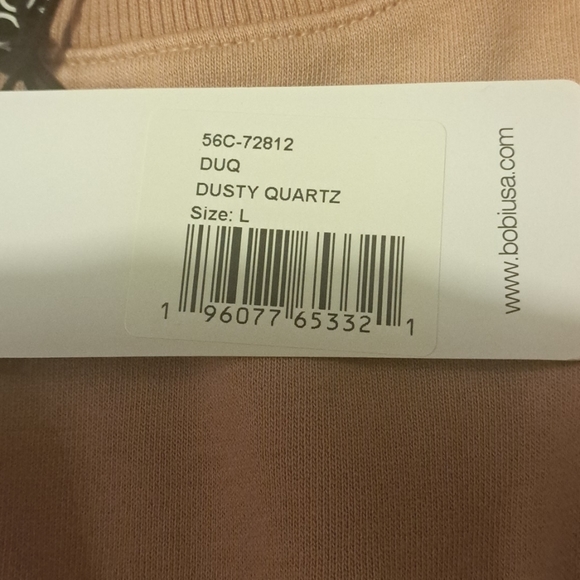 56C-72812
DUQ
DUSTY QUARTZ
Size: L
1 96077 65332 1
www.bobiusa.com